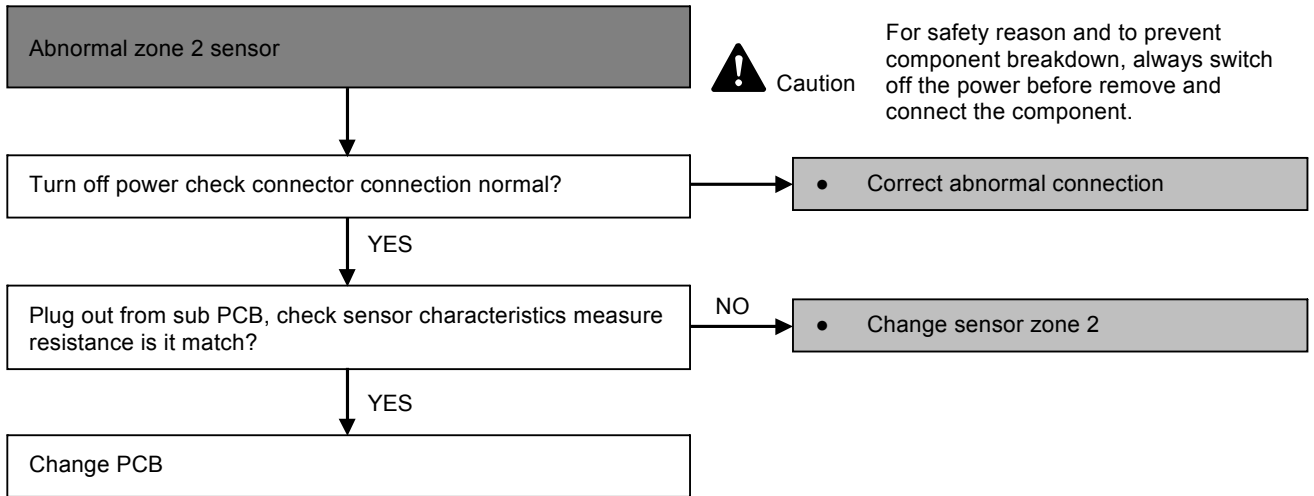 Abnormal zone 2 sensor
Caution
For safety reason and to prevent
component breakdown, always switch
off the power before remove and
connect the component.
Turn off power check connector connection normal?
● Correct abnormal connection
YES
Plug out from sub PCB, check sensor characteristics measure
resistance is it match?
NO
● Change sensor zone 2
YES
Change PCB